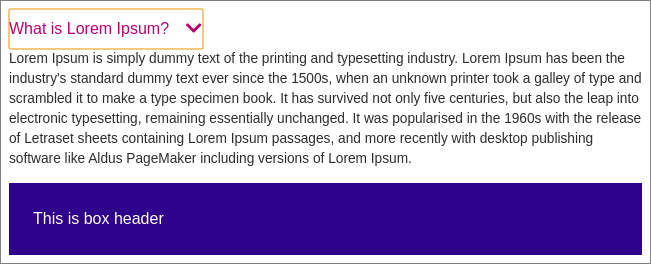 What is Lorem Ipsum?
Lorem Ipsum is simply dummy text of the printing and typesetting industry. Lorem Ipsum has been the
industry's standard dummy text ever since the 1500s, when an unknown printer took a galley of type and
scrambled it to make a type specimen book. It has survived not only five centuries, but also the leap into
electronic typesetting, remaining essentially unchanged. It was popularised in the 1960s with the release
of Letraset sheets containing Lorem Ipsum passages, and more recently with desktop publishing
software like Aldus PageMaker including versions of Lorem Ipsum.
This is box header